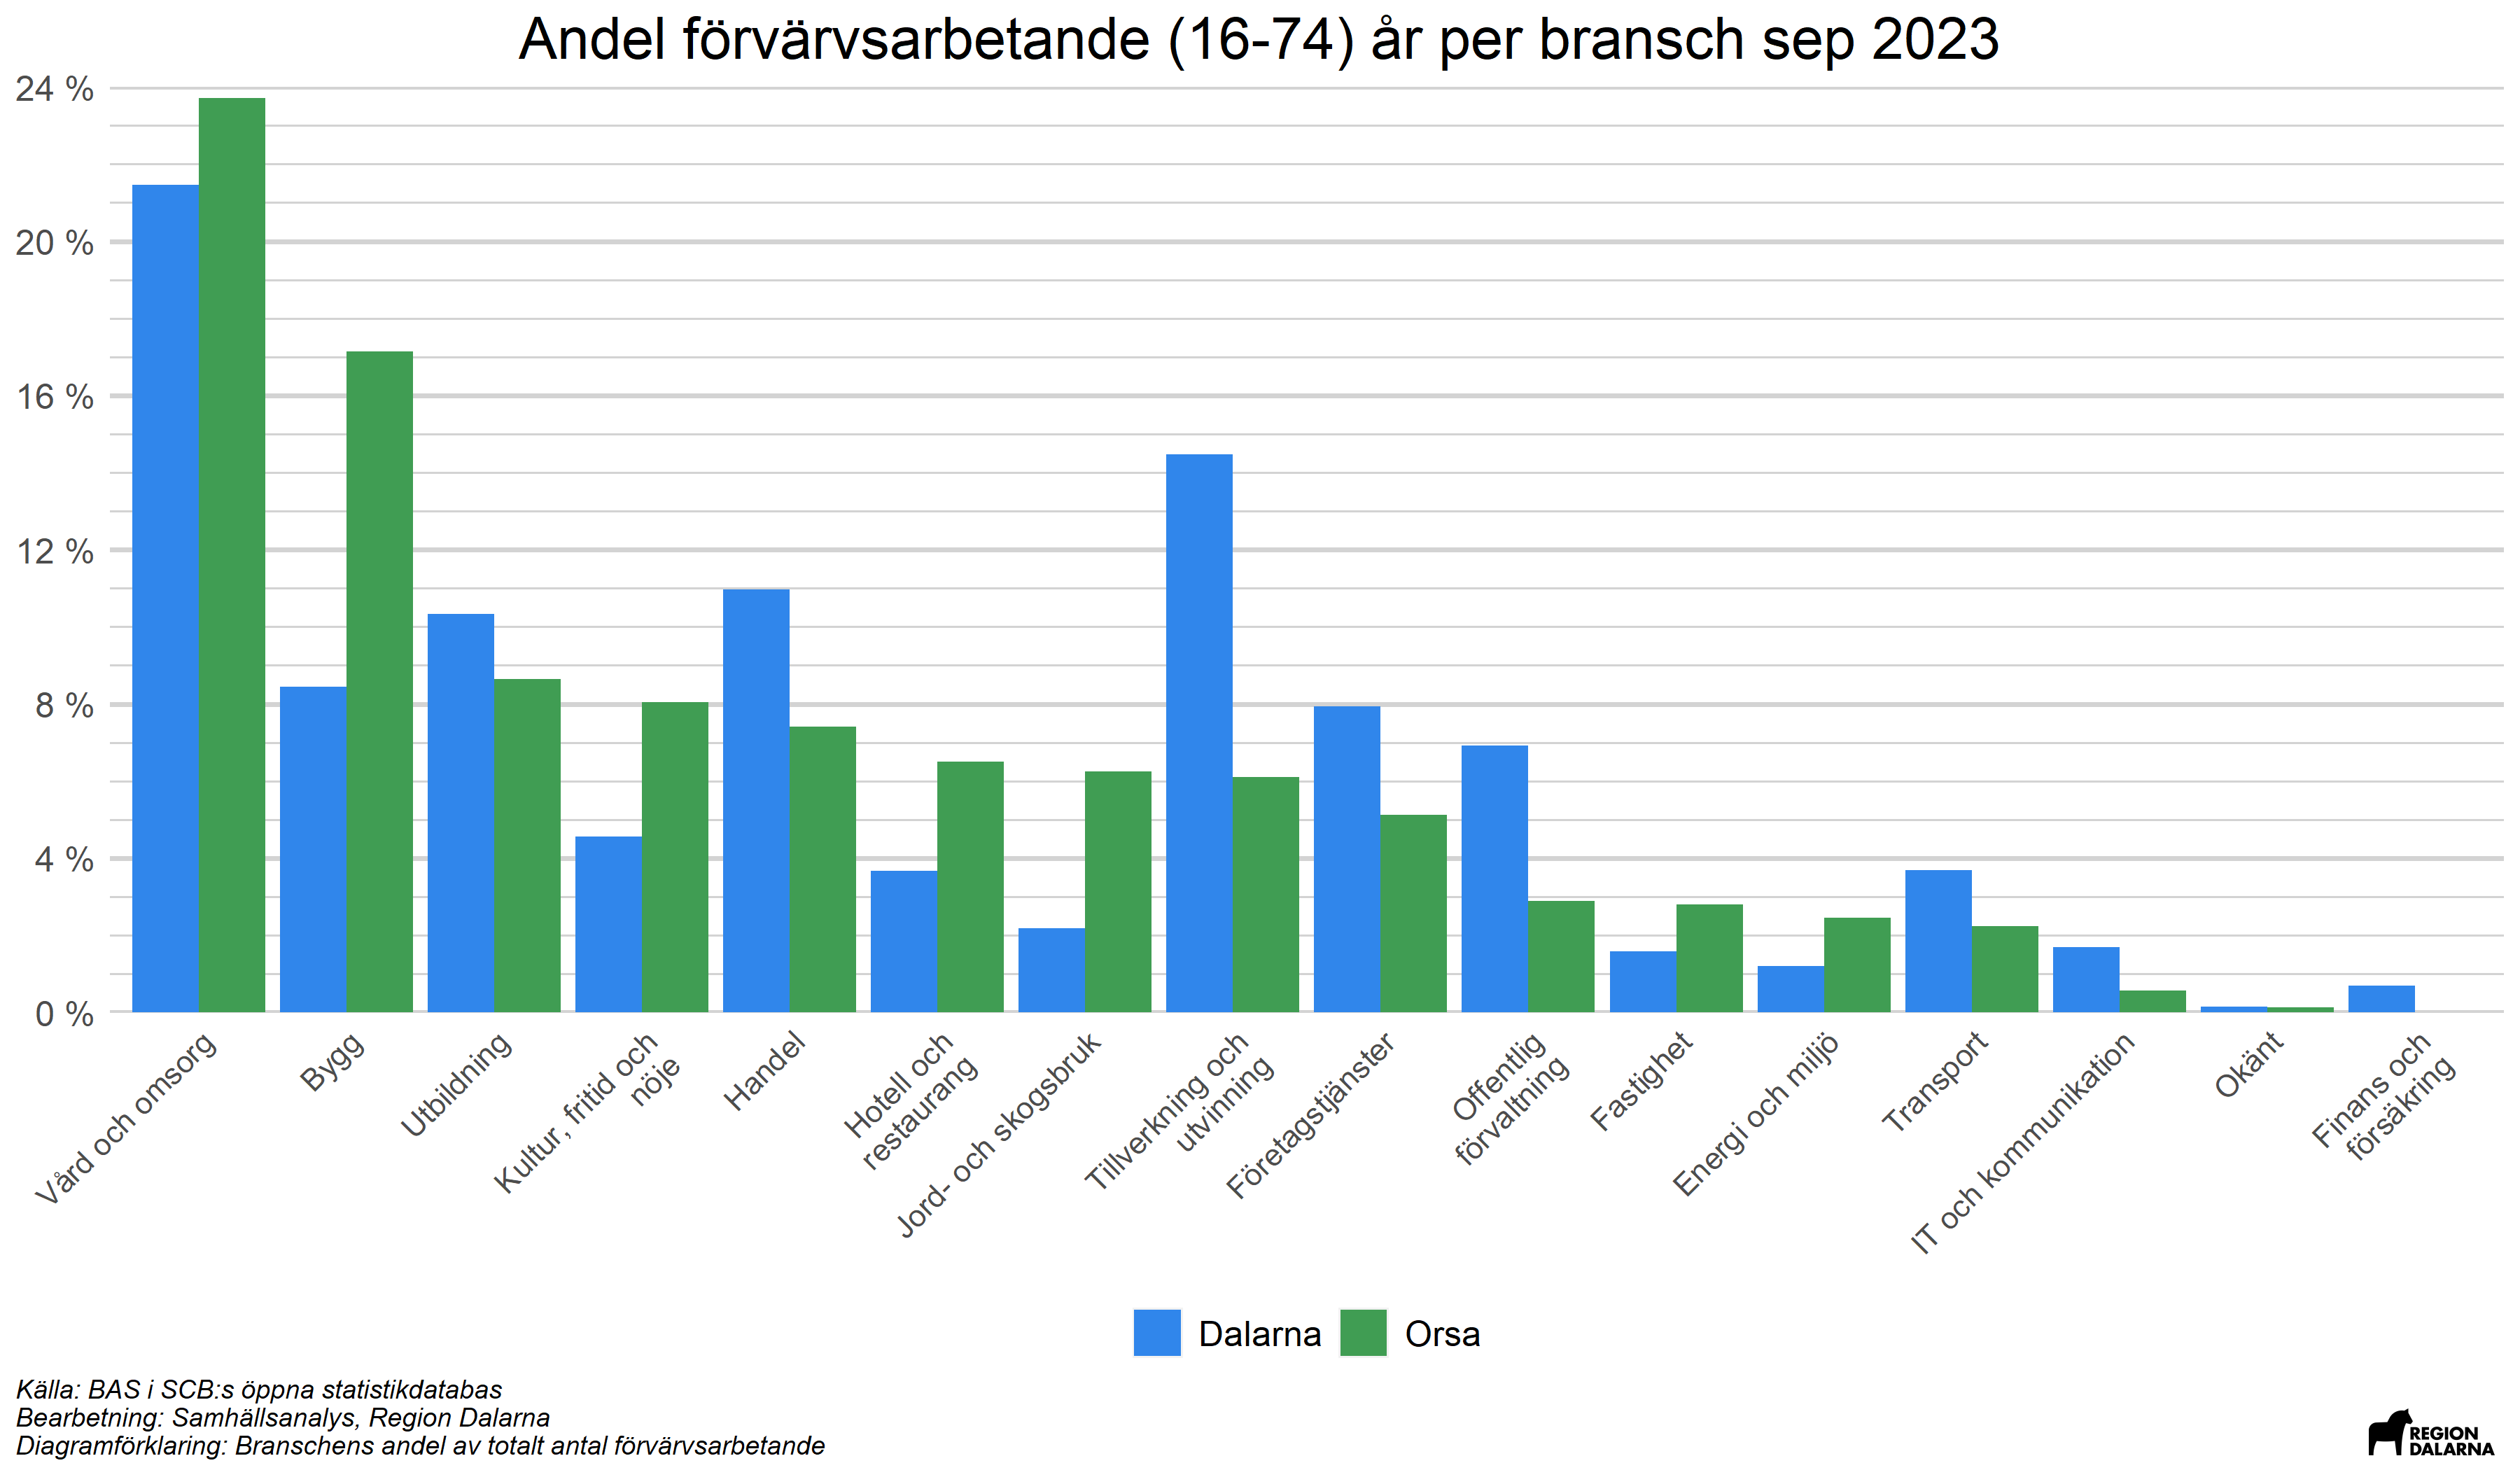 Andel förvärvsarbetande (16-74) år per bransch sep 2023
24 %
20 %
16 %
12 %
8 %
4 %
0 %
Vård och omsorg
Bygg
Utbildning
Kultur, fritid och
nöje
Handel
Hotell och
restaurang
Jord- och skogsbruk
Tillverkning och
utvinning
Företagstjänster
Offentlig
förvaltning
Fastighet
Energi och miljö
Transport
IT och kommunikation
Okänt
Finans och
försäkring
Dalarna
Orsa
Källa: BAS i SCB:s öppna statistikdatabas
Bearbetning: Samhällsanalys, Region Dalarna
Diagramförklaring: Branschens andel av totalt antal förvärvsarbetande
REGION
DALARNA